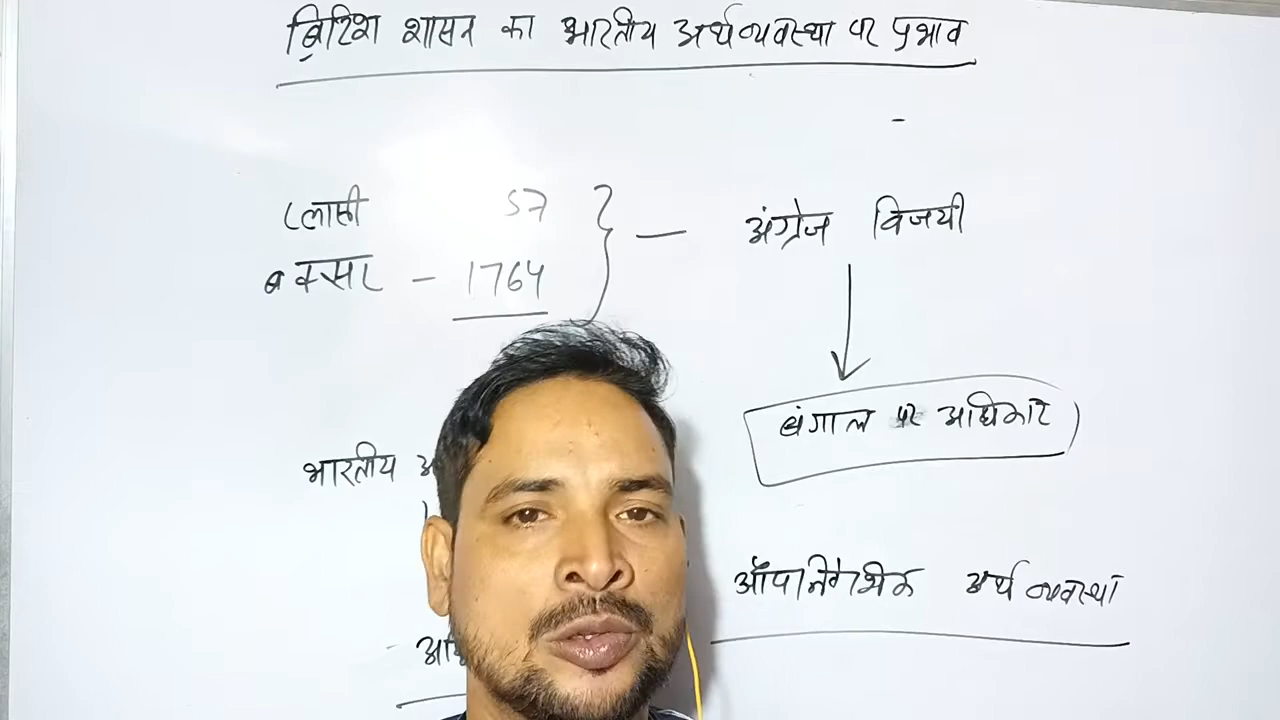 ब्रिटिश शासन का भारतीय अर्थव्यवस्था पर प्रभाव
प्लासी 57
बक्सर - 1764 } — अंग्रेज विजयी
बंगाल पर अधिकार
भारतीय
औपनिवेशिक अर्थव्यवस्था